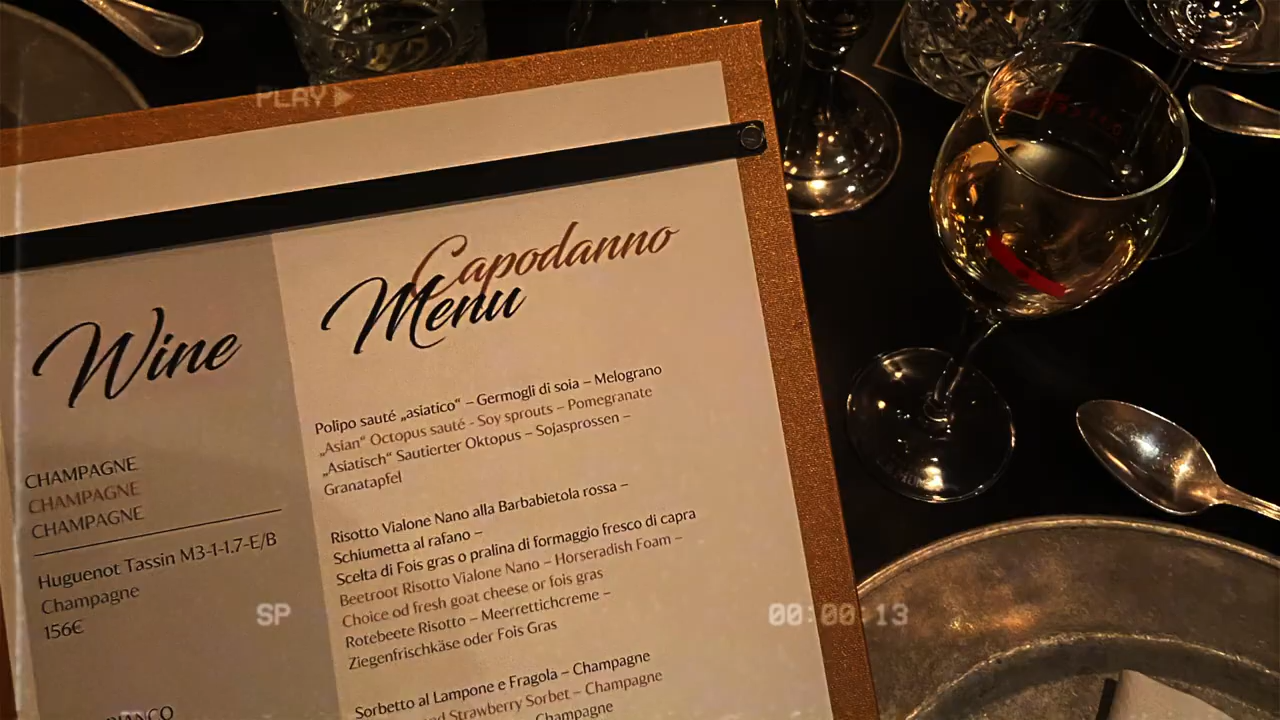 PLAY
Capodanno
Menu
Wine
Polipo sauté „asiatico“ – Germogli di soia – Melograno
„Asian“ Octopus sauté - Soy sprouts – Pomegranate
„Asiatisch“ Sautierter Oktopus – Sojasprossen –
Granatapfel
CHAMPAGNE
CHAMPAGNE
CHAMPAGNE
Huguenot Tassin M3-1-1.7-E/B
Champagne
156€
Risotto Vialone Nano alla Barbabietola rossa –
Schiumetta al rafano –
Scelta di Fois gras o pralina di formaggio fresco di capra
Beetroot Risotto Vialone Nano – Horseradish Foam –
Choice od fresh goat cheese or fois gras
Rotebeete Risotto – Meerrettichcreme –
Ziegenfrischkäse oder Fois Gras
SP
00:00:13
Sorbetto al Lampone e Fragola – Champagne
and Strawberry Sorbet – Champagne
Champagne
BIANCO